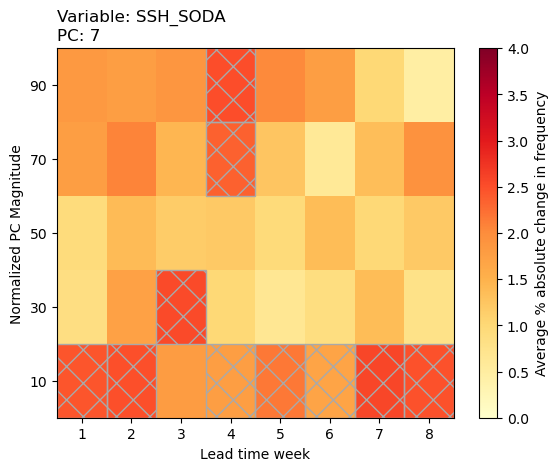 Variable: SSH_SODA
PC: 7
Normalized PC Magnitude
90
70
50
30
10
1 2 3 4 5 6 7 8
Lead time week
4.0
3.5
3.0
2.5
2.0
1.5
1.0
0.5
0.0
Average % absolute change in frequency